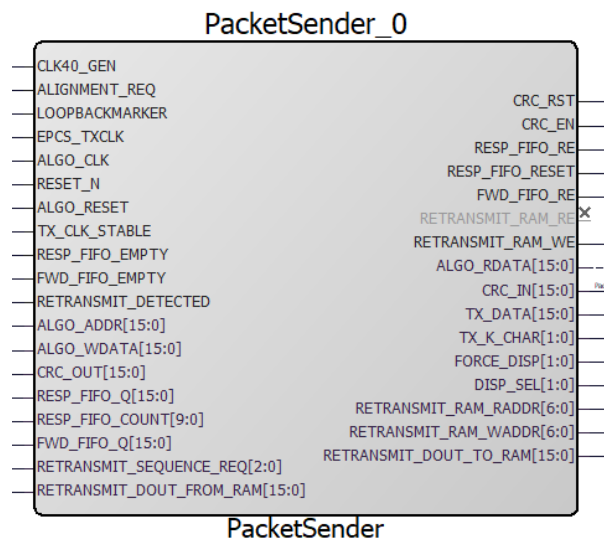 PacketSender_0
CLK40_GEN
ALIGNMENT_REQ
LOOPBACKMARKER
EPCS_TXCLK
ALGO_CLK
RESET_N
ALGO_RESET
TX_CLK_STABLE
RESP_FIFO_EMPTY
FWD_FIFO_EMPTY
RETRANSMIT_DETECTED
ALGO_ADDR[15:0]
ALGO_WDATA[15:0]
CRC_OUT[15:0]
RESP_FIFO_Q[15:0]
RESP_FIFO_COUNT[9:0]
FWD_FIFO_Q[15:0]
RETRANSMIT_SEQUENCE_REQ[2:0]
RETRANSMIT_DOUT_FROM_RAM[15:0]
CRC_RST
CRC_EN
RESP_FIFO_RE
RESP_FIFO_RESET
FWD_FIFO_RE
RETRANSMIT_RAM_RE
RETRANSMIT_RAM_WE
ALGO_RDATA[15:0]
CRC_IN[15:0]
TX_DATA[15:0]
TX_K_CHAR[1:0]
FORCE_DISP[1:0]
DISP_SEL[1:0]
RETRANSMIT_RAM_RADDR[6:0]
RETRANSMIT_RAM_WADDR[6:0]
RETRANSMIT_DOUT_TO_RAM[15:0]
PacketSender